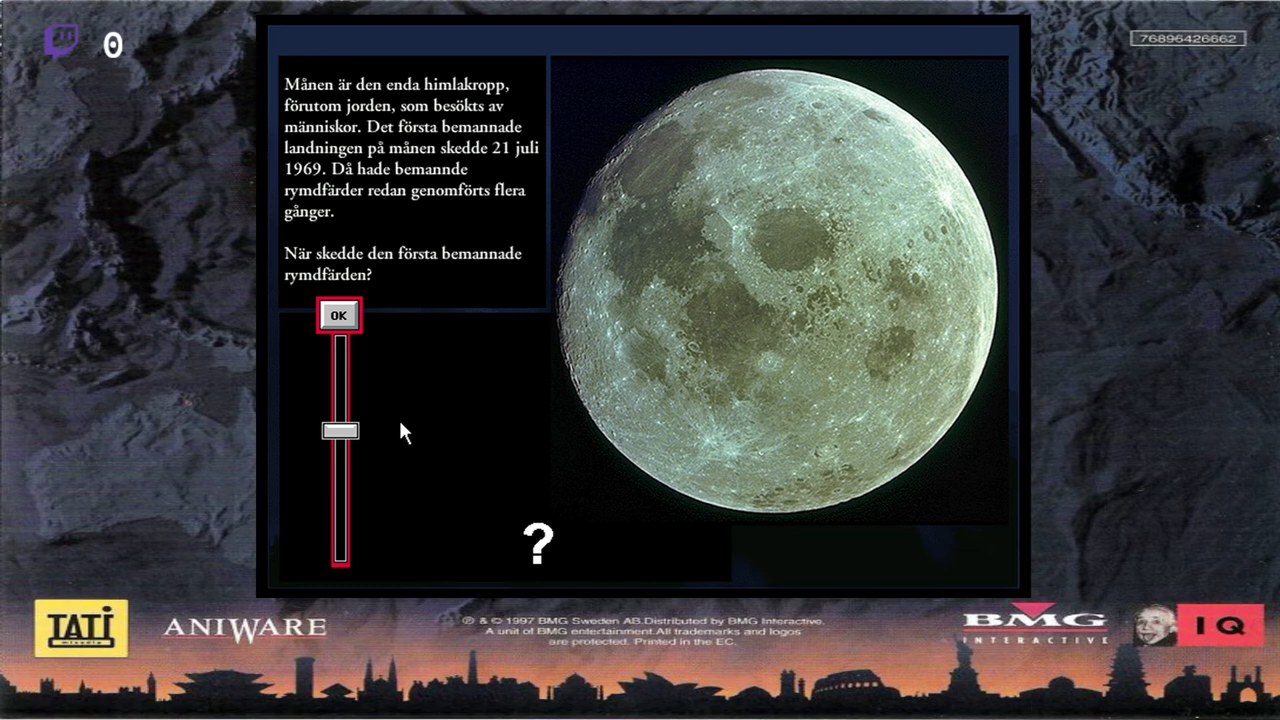 0
76896426662
Månen är den enda himlakropp,
förutom jorden, som besökts av
människor. Det första bemannade
landningen på månen skedde 21 juli
1969. Då hade bemannde
rymdfärder redan genomförts flera
gånger.
När skedde den första bemannade
rymdfärden?
OK
?
TATI
ANIWARE
℗ & © 1997 BMG Sweden AB.Distributed by BMG Interactive.
A unit of BMG entertainment.All trademarks and logos
are protected. Printed in the EC.
BMG
INTERACTIVE
IQ